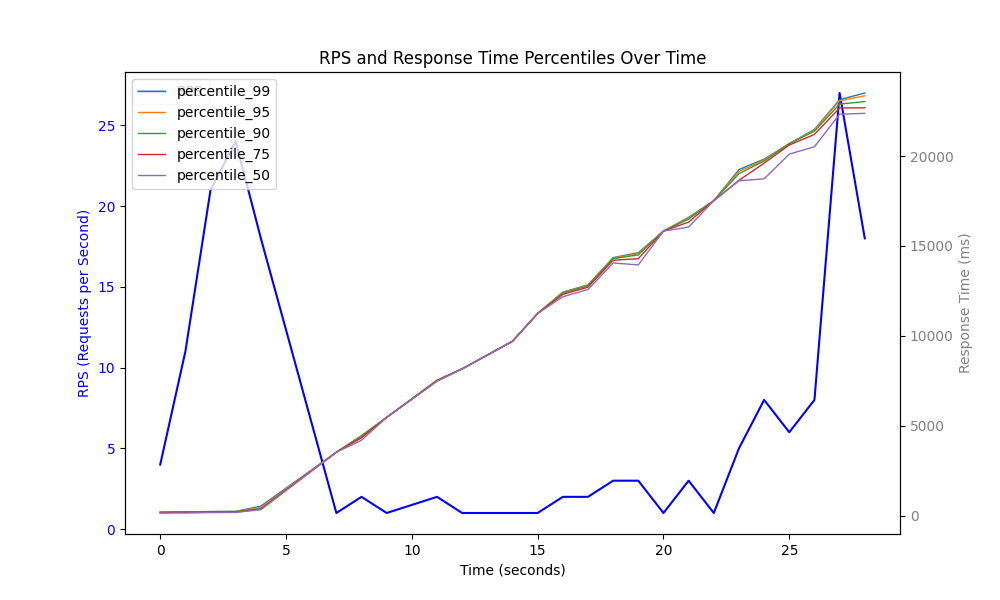 RPS and Response Time Percentiles Over Time
percentile_99
percentile_95
percentile_90
percentile_75
percentile_50
RPS (Requests per Second)
25
20
15
10
5
0
20000
15000
10000
5000
0
Response Time (ms)
0 5 10 15 20 25
Time (seconds)